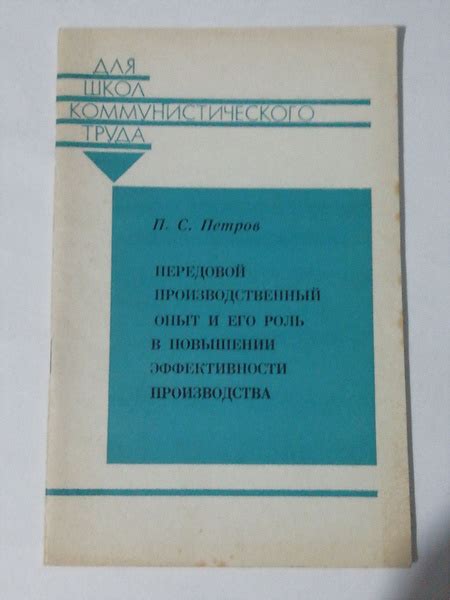 ДЛЯ
ШКОЛ
КОММУНИСТИЧЕСКОГО
ТРУДА
П. С. Петров
ПЕРЕДОВОЙ
ПРОИЗВОДСТВЕННЫЙ
ОПЫТ И ЕГО РОЛЬ
В ПОВЫШЕНИИ
ЭФФЕКТИВНОСТИ
ПРОИЗВОДСТВА